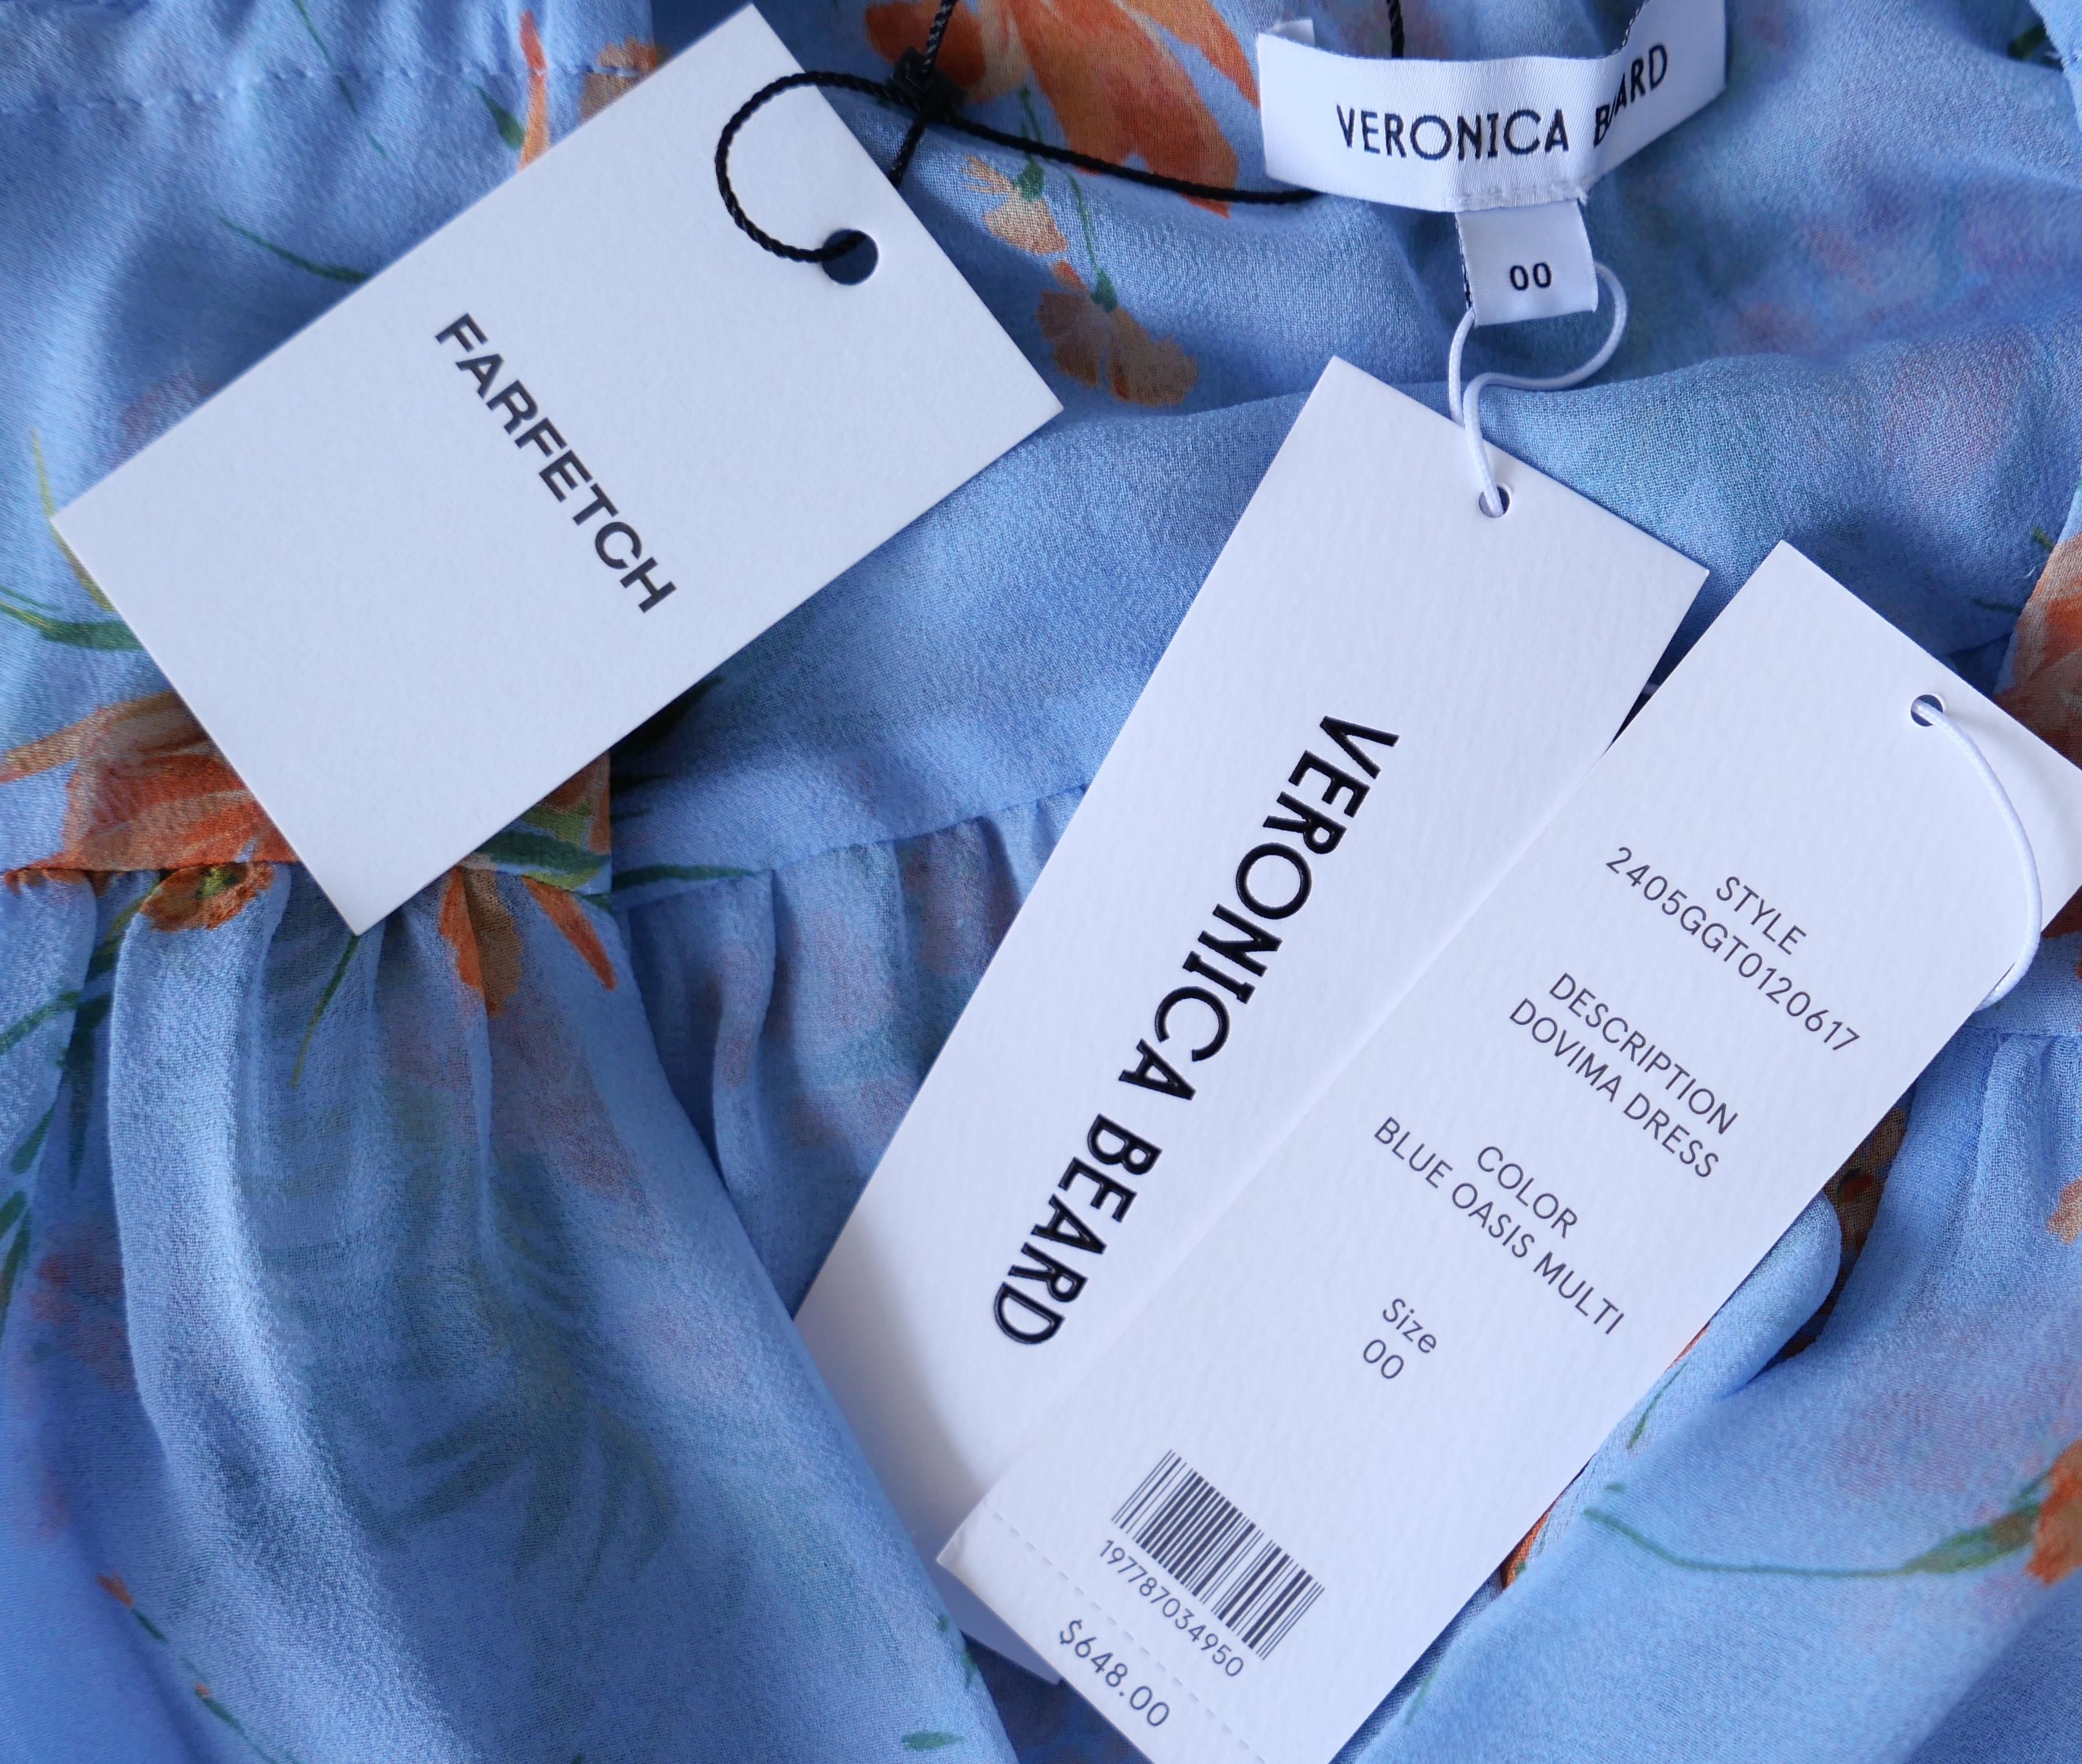 FARFETCH
VERONICA BEARD
00
VERONICA BEARD
STYLE
2405GGT0120617
DESCRIPTION
DOVIMA DRESS
COLOR
BLUE OASIS MULTI
Size
00
197787034950
$648.00